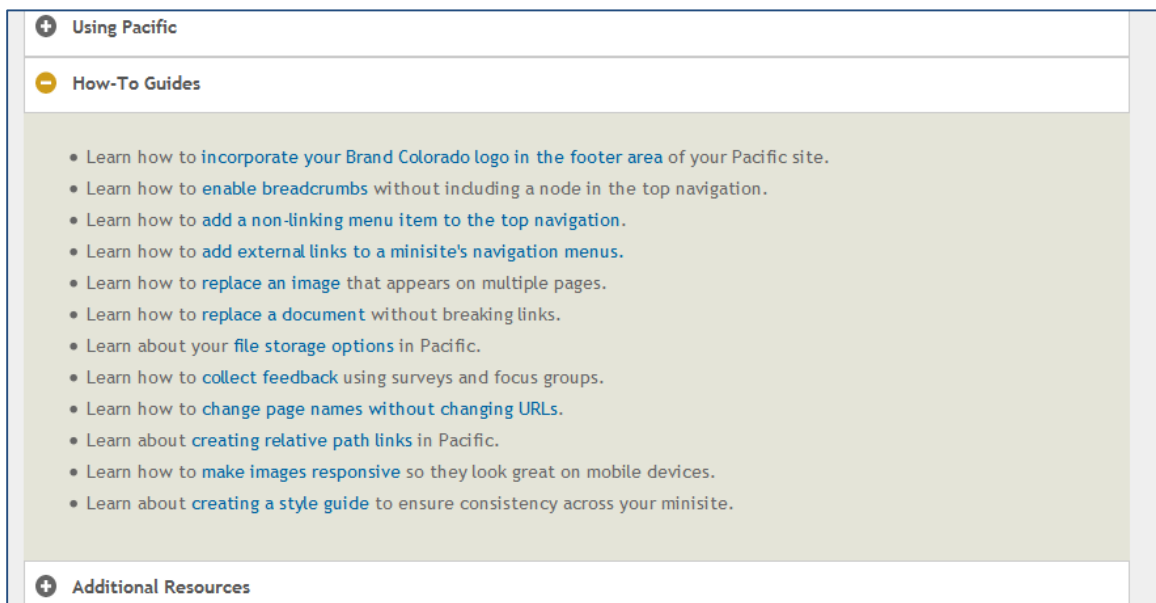 Using Pacific
How-To Guides
Learn how to incorporate your Brand Colorado logo in the footer area of your Pacific site.
Learn how to enable breadcrumbs without including a node in the top navigation.
Learn how to add a non-linking menu item to the top navigation.
Learn how to add external links to a minisite's navigation menus.
Learn how to replace an image that appears on multiple pages.
Learn how to replace a document without breaking links.
Learn about your file storage options in Pacific.
Learn how to collect feedback using surveys and focus groups.
Learn how to change page names without changing URLs.
Learn about creating relative path links in Pacific.
Learn how to make images responsive so they look great on mobile devices.
Learn about creating a style guide to ensure consistency across your minisite.
Additional Resources